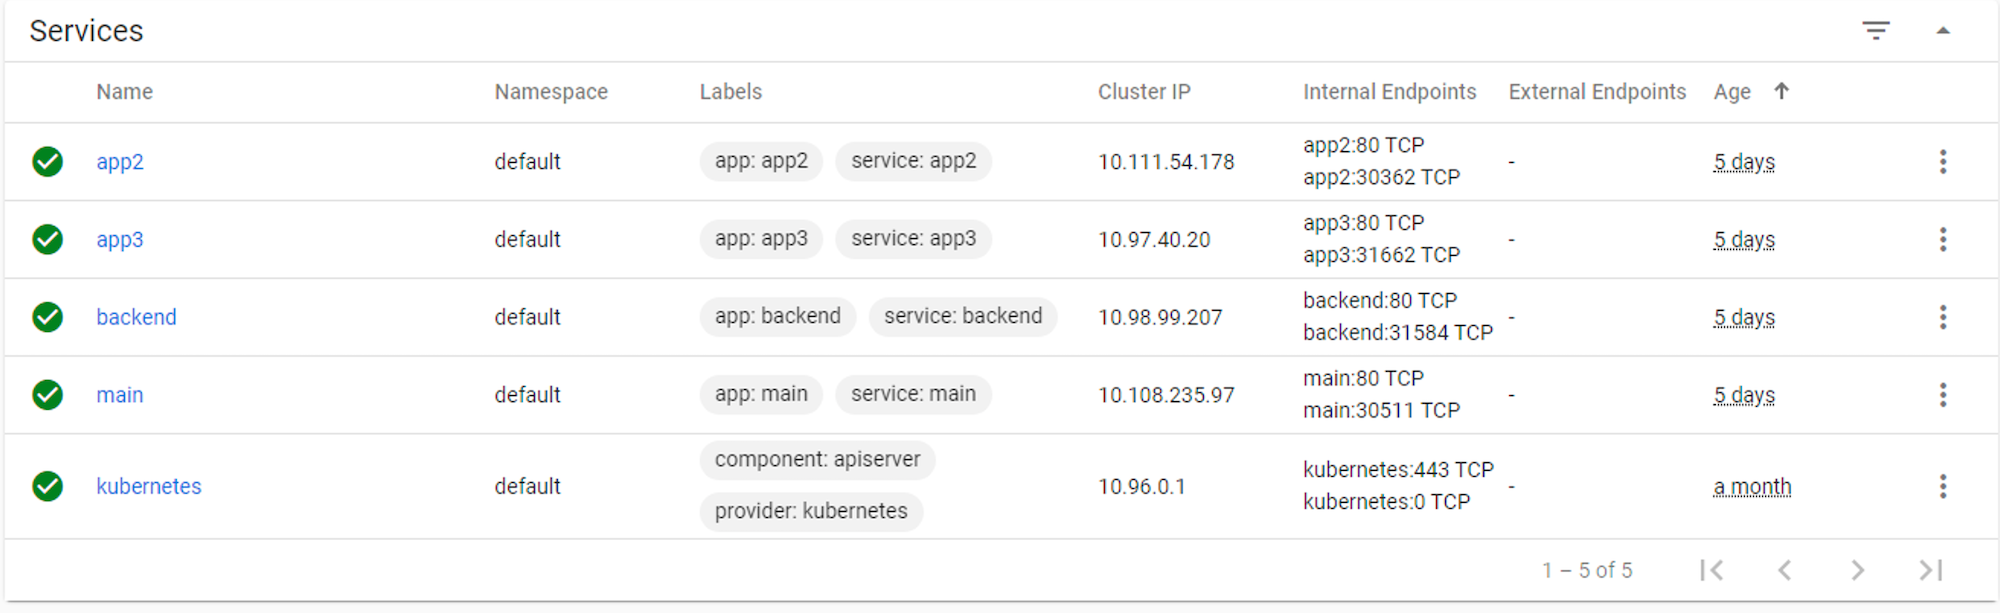 Services
Name Namespace Labels Cluster IP Internal Endpoints External Endpoints Age
app2 default app: app2 service: app2 10.111.54.178 app2:80 TCP app2:30362 TCP - 5 days
app3 default app: app3 service: app3 10.97.40.20 app3:80 TCP app3:31662 TCP - 5 days
backend default app: backend service: backend 10.98.99.207 backend:80 TCP backend:31584 TCP - 5 days
main default app: main service: main 10.108.235.97 main:80 TCP main:30511 TCP - 5 days
kubernetes default component: apiserver provider: kubernetes 10.96.0.1 kubernetes:443 TCP kubernetes:0 TCP - a month
1 – 5 of 5